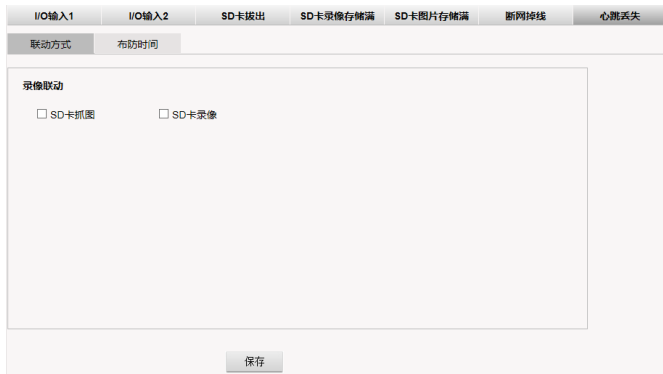 I/O输入1 I/O输入2 SD卡拔出 SD卡录像存储满 SD卡图片存储满 断网掉线 心跳丢失
联动方式 布防时间
录像联动
SD卡抓图 SD卡录像
保存